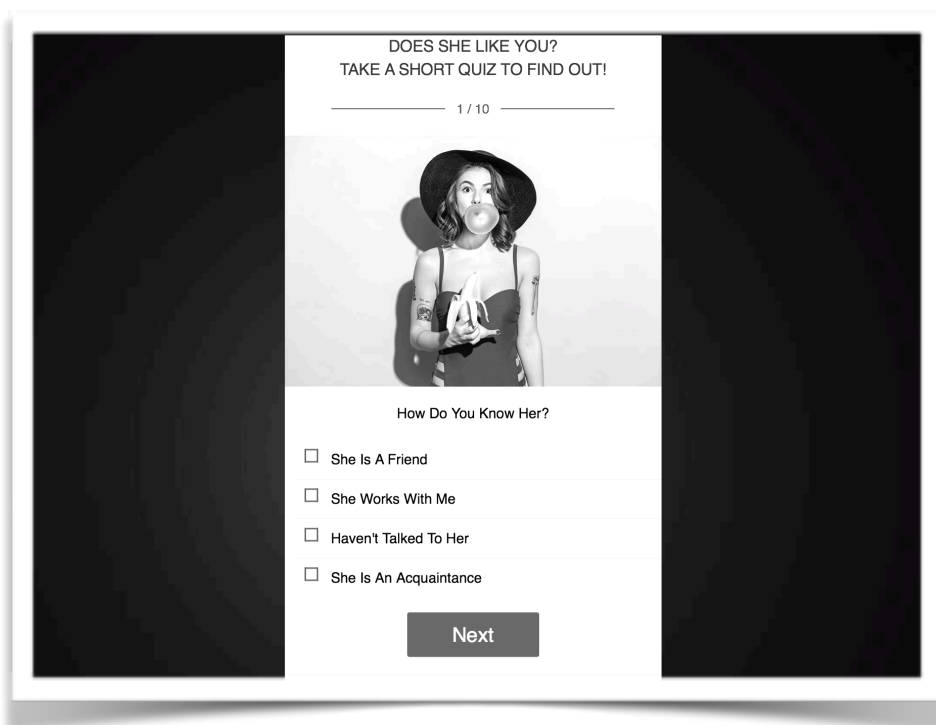 DOES SHE LIKE YOU?
TAKE A SHORT QUIZ TO FIND OUT!
1 / 10
How Do You Know Her?
She Is A Friend
She Works With Me
Haven't Talked To Her
She Is An Acquaintance
Next